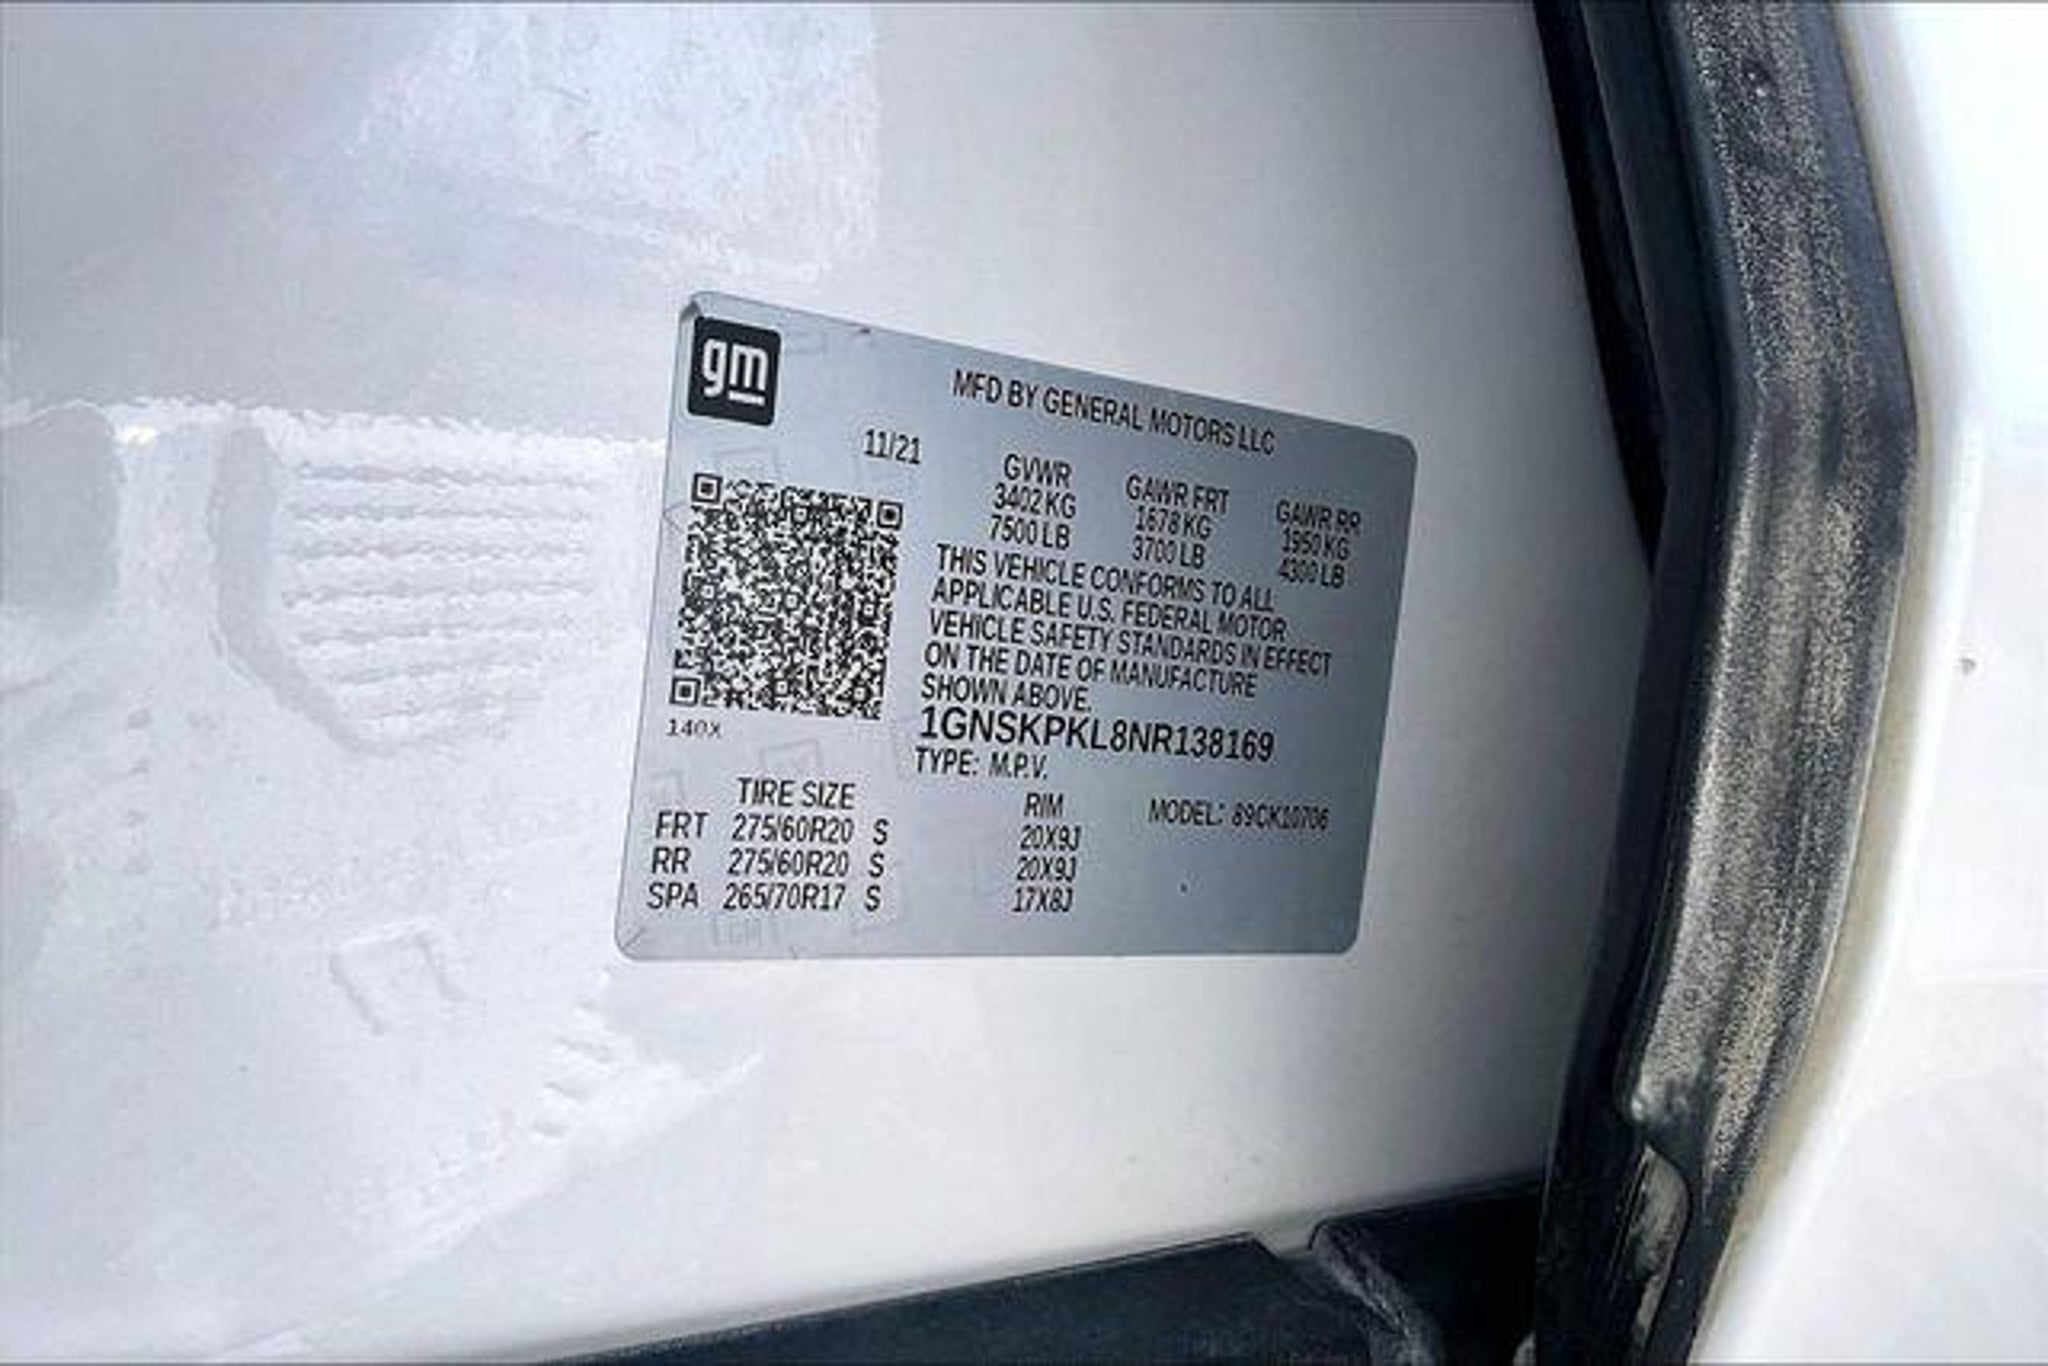 gm
MFD BY GENERAL MOTORS LLC
11/21
GVWR GAWR FRT GAWR RR
3402 KG 1678 KG 1950 KG
7500 LB 3700 LB 4300 LB
THIS VEHICLE CONFORMS TO ALL
APPLICABLE U.S. FEDERAL MOTOR
VEHICLE SAFETY STANDARDS IN EFFECT
ON THE DATE OF MANUFACTURE
SHOWN ABOVE.
140X
1GNSKPKL8NR138169
TYPE: M.P.V.
TIRE SIZE RIM MODEL: 89CK10706
FRT 275/60R20 S 20X9J
RR 275/60R20 S 20X9J
SPA 265/70R17 S 17X8J